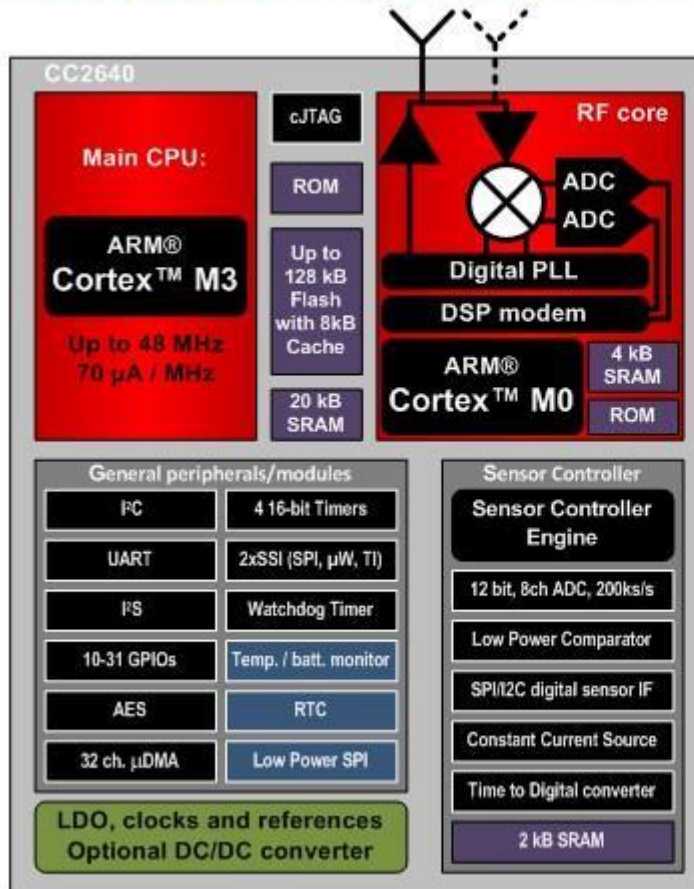 CC2640
Main CPU:
ARM®
Cortex™ M3
Up to 48 MHz
70 µA / MHz
cJTAG
ROM
Up to
128 kB
Flash
with 8kB
Cache
20 kB
SRAM
RF core
ADC
ADC
Digital PLL
DSP modem
ARM®
Cortex™ M0
4 kB
SRAM
ROM
General peripherals/modules
I²C
4 16-bit Timers
UART
2xSSI (SPI, µW, TI)
I²S
Watchdog Timer
10-31 GPIOs
Temp. / batt. monitor
AES
RTC
32 ch. µDMA
Low Power SPI
LDO, clocks and references
Optional DC/DC converter
Sensor Controller
Sensor Controller
Engine
12 bit, 8ch ADC, 200ks/s
Low Power Comparator
SPI/I2C digital sensor IF
Constant Current Source
Time to Digital converter
2 kB SRAM